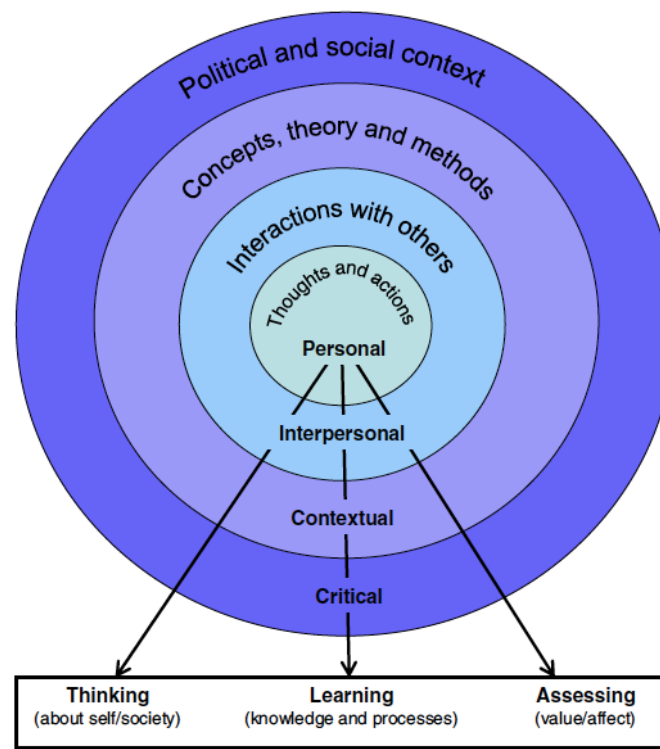 Political and social context
Concepts, theory and methods
Interactions with others
Thoughts and actions
Personal
Interpersonal
Contextual
Critical
Thinking Learning Assessing
(about self/society) (knowledge and processes) (value/affect)